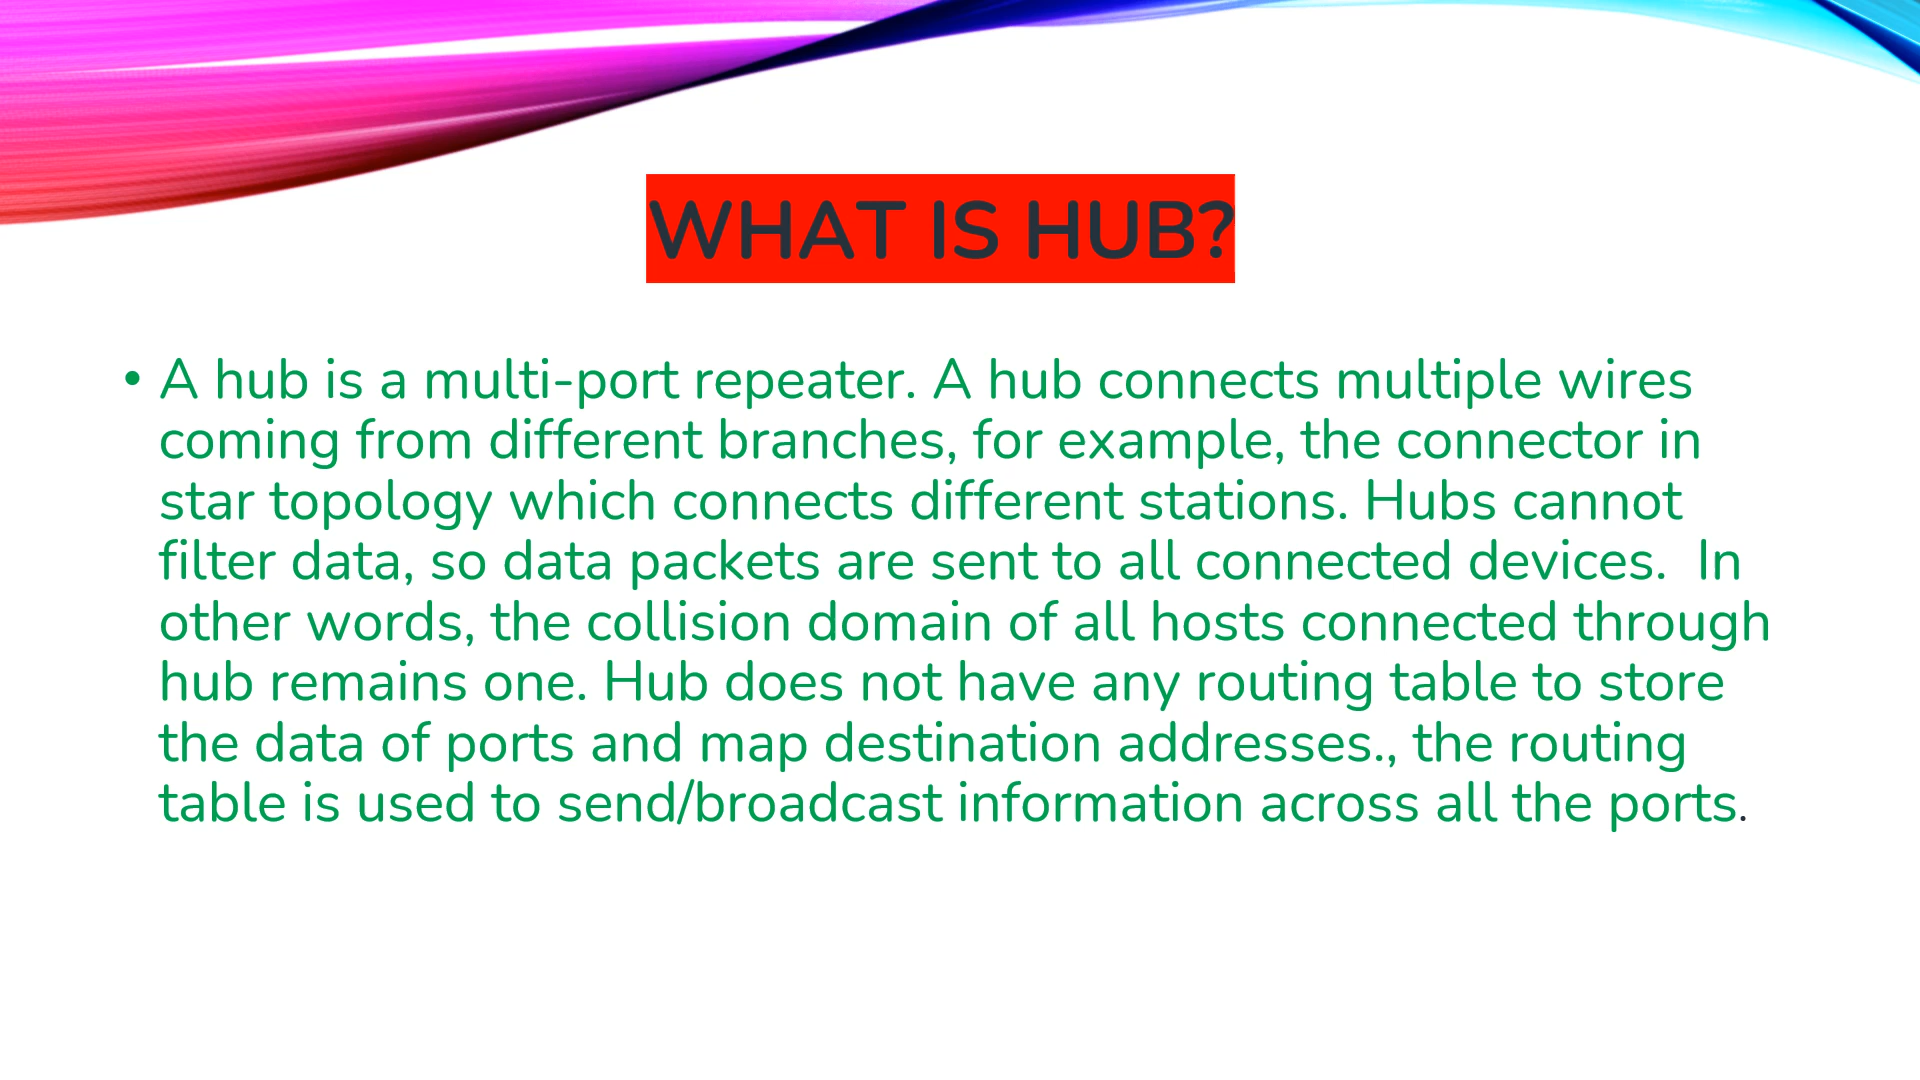 WHAT IS HUB?
• A hub is a multi-port repeater. A hub connects multiple wires
coming from different branches, for example, the connector in
star topology which connects different stations. Hubs cannot
filter data, so data packets are sent to all connected devices.  In
other words, the collision domain of all hosts connected through
hub remains one. Hub does not have any routing table to store
the data of ports and map destination addresses., the routing
table is used to send/broadcast information across all the ports.